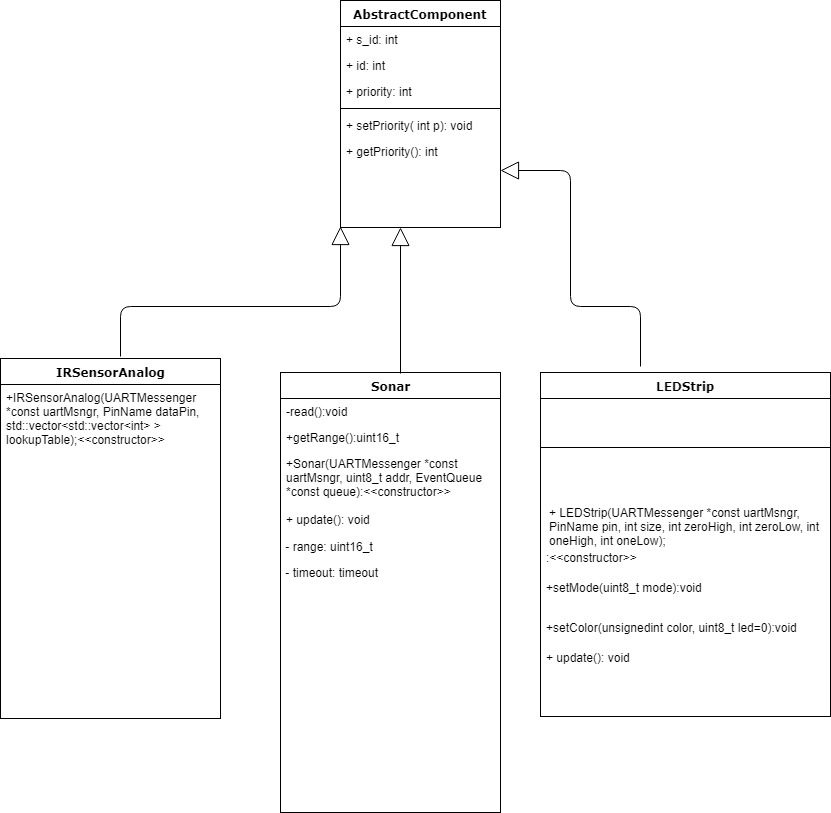 AbstractComponent
+ s_id: int
+ id: int
+ priority: int
+ setPriority( int p): void
+ getPriority(): int
IRSensorAnalog
+IRSensorAnalog(UARTMessenger
*const uartMsngr, PinName dataPin,
std::vector<std::vector<int> >
lookupTable);<<constructor>>
Sonar
-read():void
+getRange():uint16_t
+Sonar(UARTMessenger *const
uartMsngr, uint8_t addr, EventQueue
*const queue):<<constructor>>
+ update(): void
- range: uint16_t
- timeout: timeout
LEDStrip
+ LEDStrip(UARTMessenger *const uartMsngr,
PinName pin, int size, int zeroHigh, int zeroLow, int
oneHigh, int oneLow);
:<<constructor>>
+setMode(uint8_t mode):void
+setColor(unsignedint color, uint8_t led=0):void
+ update(): void